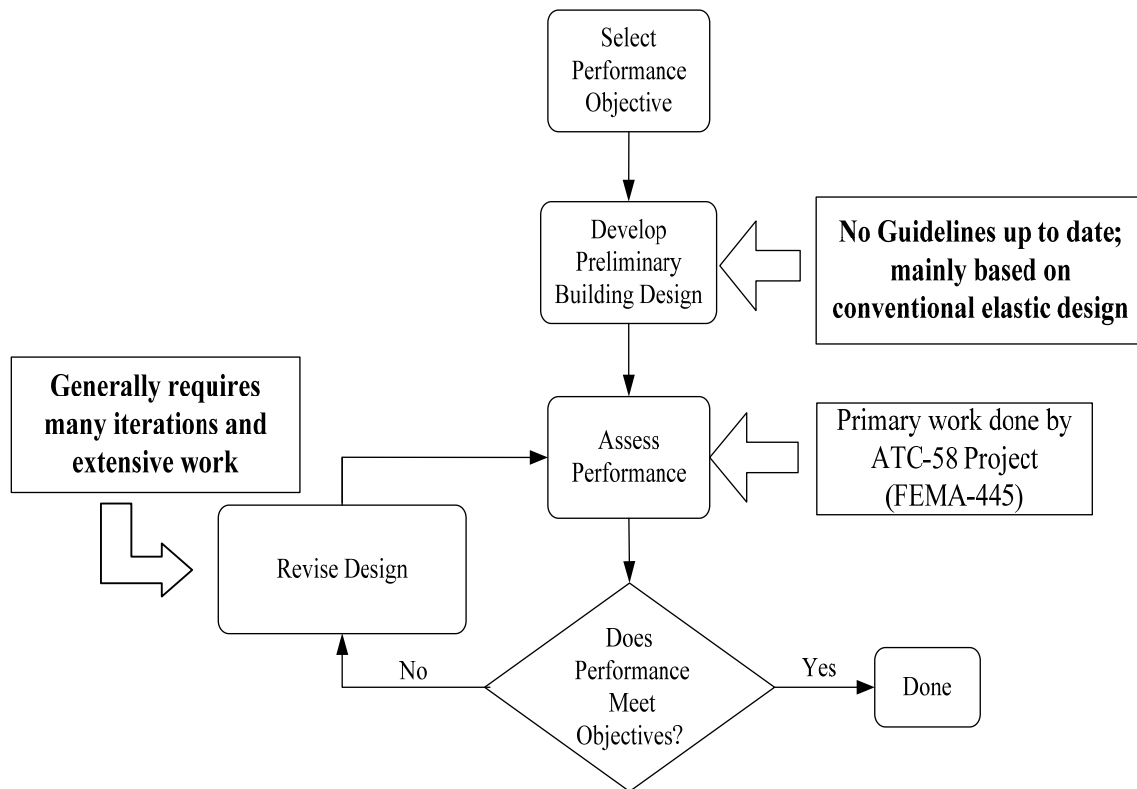 Select
Performance
Objective
Develop
Preliminary
Building Design
No Guidelines up to date;
mainly based on
conventional elastic design
Generally requires
many iterations and
extensive work
Assess
Performance
Primary work done by
ATC-58 Project
(FEMA-445)
Revise Design
Does
Performance
Meet
Objectives?
No
Yes
Done